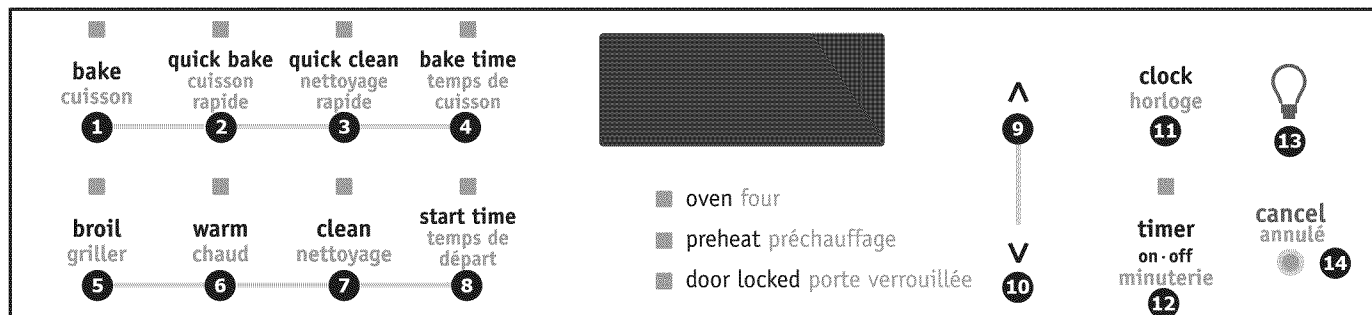 bake
cuisson
1
quick bake
cuisson
rapide
2
quick clean
nettoyage
rapide
3
bake time
temps de
cuisson
4
broil
griller
5
warm
chaud
6
clean
nettoyage
7
start time
temps de
départ
8
oven four
preheat préchauffage
door locked porte verrouillée
9
10
clock
horloge
11
timer
on·off
minuterie
12
13
cancel
annulé
14